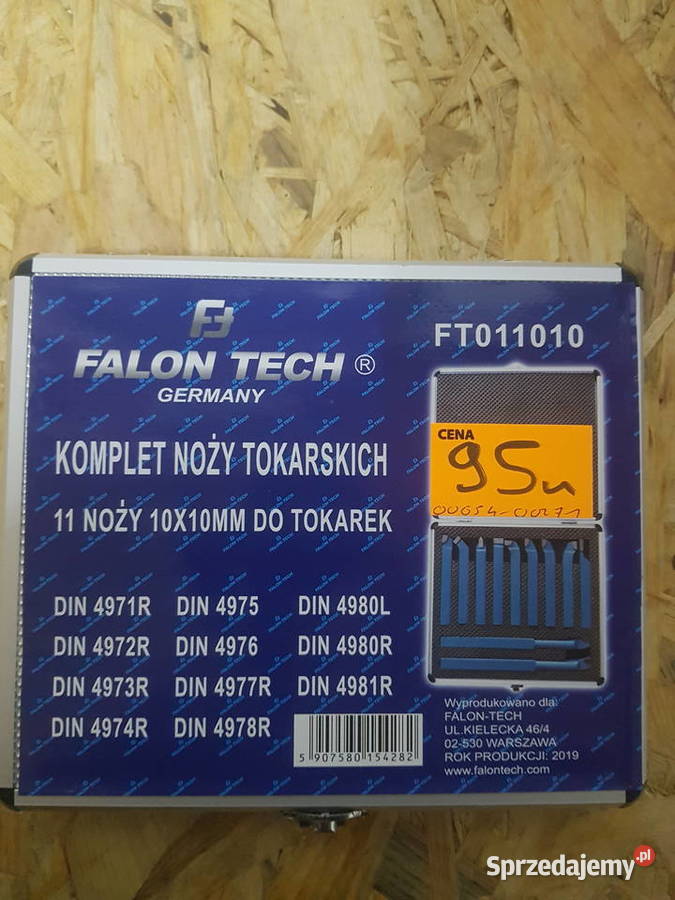 FALON TECH ®
GERMANY
FT011010
KOMPLET NOŻY TOKARSKICH
11 NOŻY 10X10MM DO TOKAREK
CENA
95
00654-00271
DIN 4971R DIN 4975 DIN 4980L
DIN 4972R DIN 4976 DIN 4980R
DIN 4973R DIN 4977R DIN 4981R
DIN 4974R DIN 4978R
5 907580 154282
Wyprodukowano dla:
FALON-TECH
UL.KIELECKA 46/4
02-530 WARSZAWA
ROK PRODUKCJI: 2019
www.falontech.com
Sprzedajemy.pl